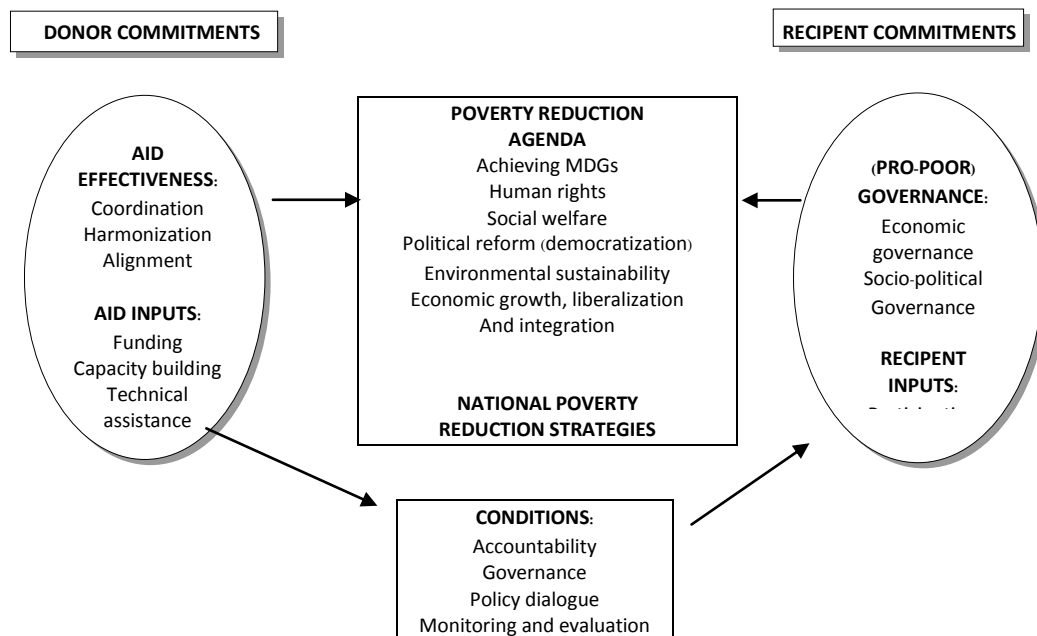 DONOR COMMITMENTS
RECIPENT COMMITMENTS
AID
EFFECTIVENESS:
Coordination
Harmonization
Alignment
AID INPUTS:
Funding
Capacity building
Technical
assistance
POVERTY REDUCTION
AGENDA
Achieving MDGs
Human rights
Social welfare
Political reform (democratization)
Environmental sustainability
Economic growth, liberalization
And integration
NATIONAL POVERTY
REDUCTION STRATEGIES
(PRO-POOR)
GOVERNANCE:
Economic
governance
Socio-political
Governance
RECIPENT
INPUTS:
CONDITIONS:
Accountability
Governance
Policy dialogue
Monitoring and evaluation